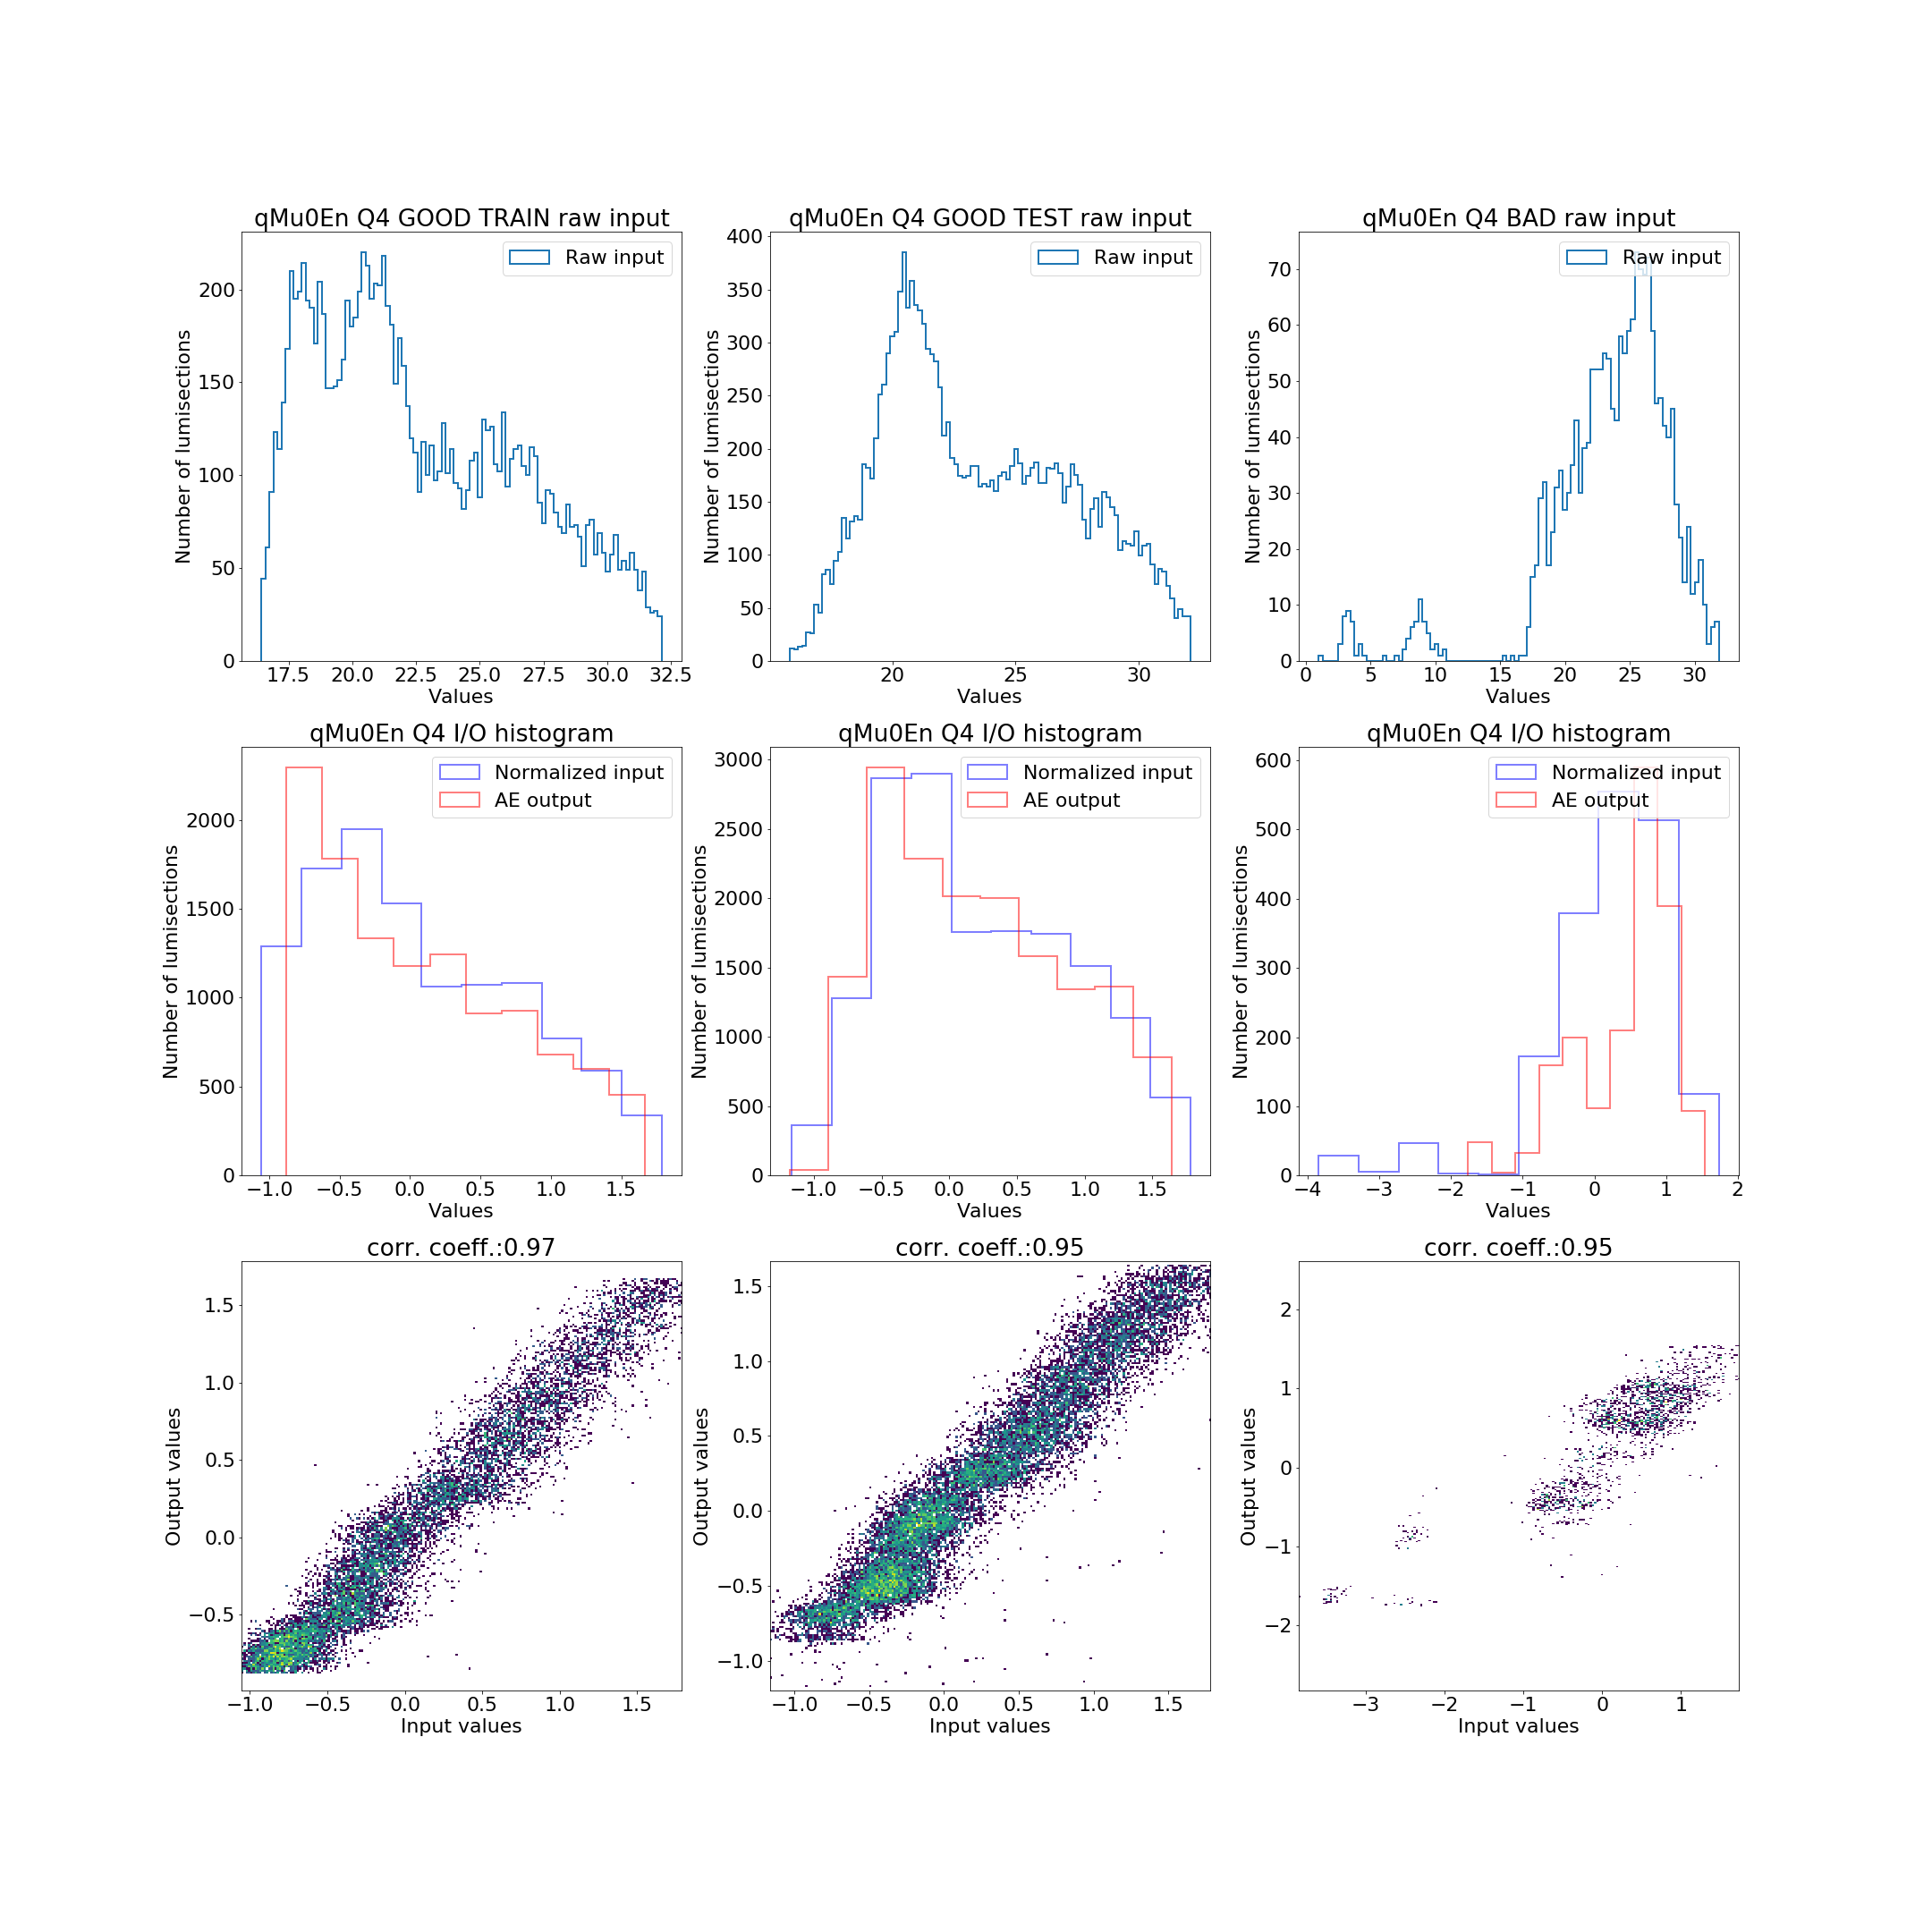 qMu0En Q4 GOOD TRAIN raw input
Raw input
Number of lumisections
200
150
100
50
0
17.5 20.0 22.5 25.0 27.5 30.0 32.5
Values
qMu0En Q4 GOOD TEST raw input
Raw input
Number of lumisections
400
350
300
250
200
150
100
50
0
20 25 30
Values
qMu0En Q4 BAD raw input
Raw input
Number of lumisections
70
60
50
40
30
20
10
0
0 5 10 15 20 25 30
Values
qMu0En Q4 I/O histogram
Normalized input
AE output
Number of lumisections
2000
1500
1000
500
0
−1.0 −0.5 0.0 0.5 1.0 1.5
Values
qMu0En Q4 I/O histogram
Normalized input
AE output
Number of lumisections
3000
2500
2000
1500
1000
500
0
−1.0 −0.5 0.0 0.5 1.0 1.5
Values
qMu0En Q4 I/O histogram
Normalized input
AE output
Number of lumisections
600
500
400
300
200
100
0
−4 −3 −2 −1 0 1 2
Values
corr. coeff.:0.97
Output values
1.5
1.0
0.5
0.0
−0.5
−1.0 −0.5 0.0 0.5 1.0 1.5
Input values
corr. coeff.:0.95
Output values
1.5
1.0
0.5
0.0
−0.5
−1.0
−1.0 −0.5 0.0 0.5 1.0 1.5
Input values
corr. coeff.:0.95
Output values
2
1
0
−1
−2
−3 −2 −1 0 1
Input values